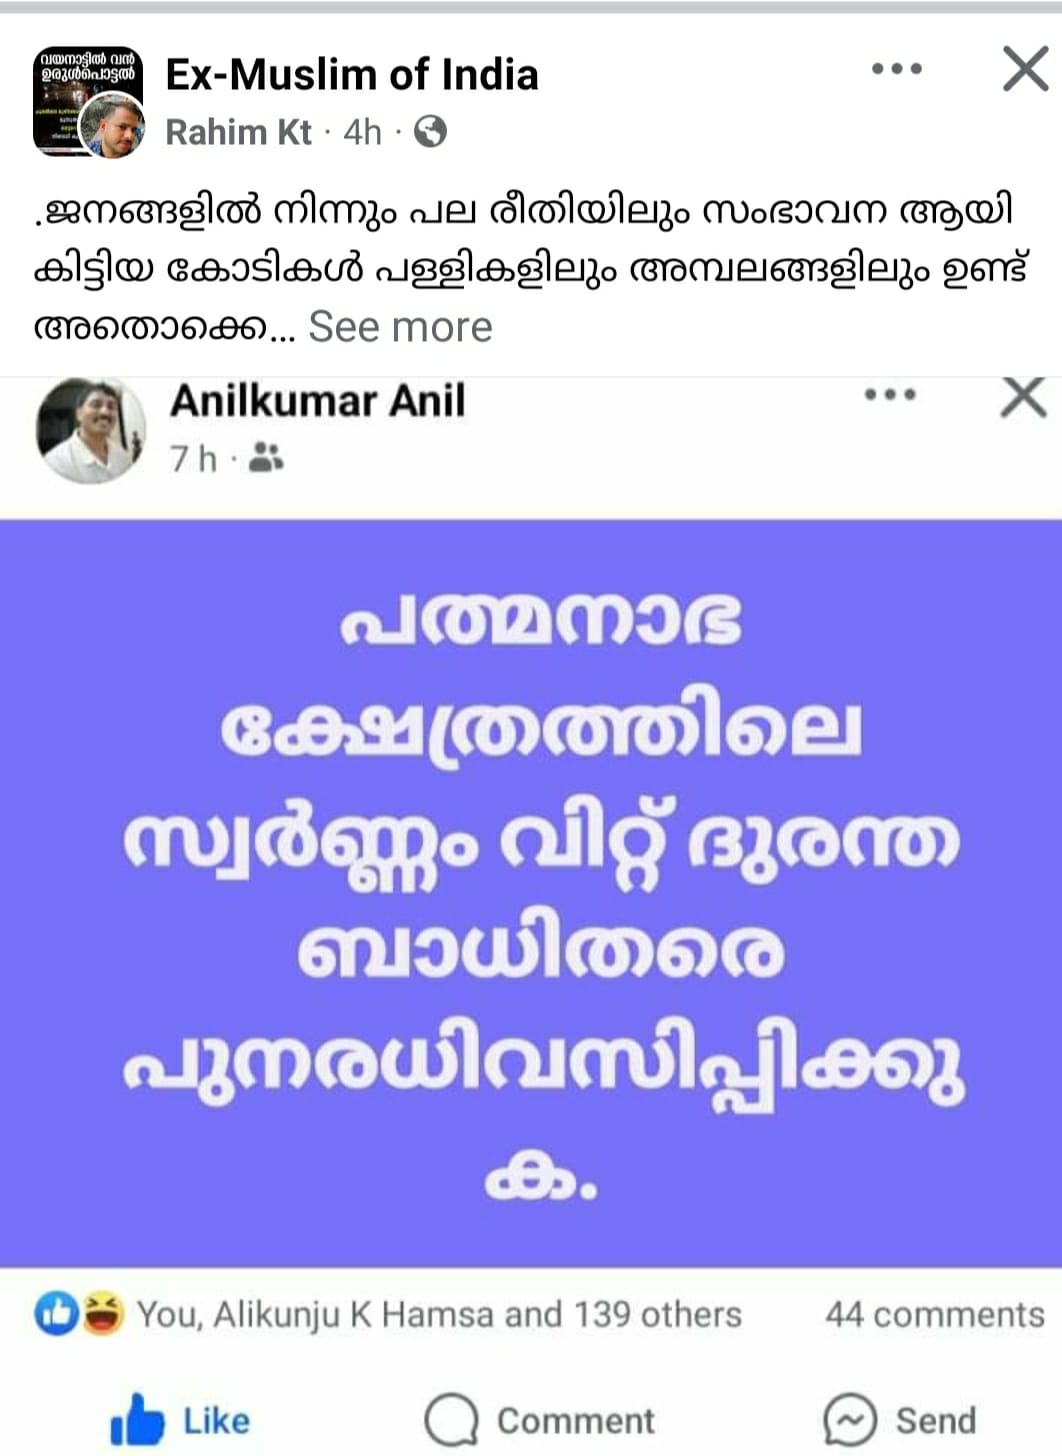 വയനാട്ടിൽ വൻ
ഉരുൾപൊട്ടൽ
Ex-Muslim of India
Rahim Kt · 4h ·
.ജനങ്ങളിൽ നിന്നും പല രീതിയിലും സംഭാവന ആയി
കിട്ടിയ കോടികൾ പള്ളികളിലും അമ്പലങ്ങളിലും ഉണ്ട്
അതൊക്കെ... See more
Anilkumar Anil
7 h ·
പത്മനാഭ
ക്ഷേത്രത്തിലെ
സ്വർണ്ണം വിറ്റ് ദുരന്ത
ബാധിതരെ
പുനരധിവസിപ്പിക്കു
ക.
You, Alikunju K Hamsa and 139 others 44 comments
Like Comment Send